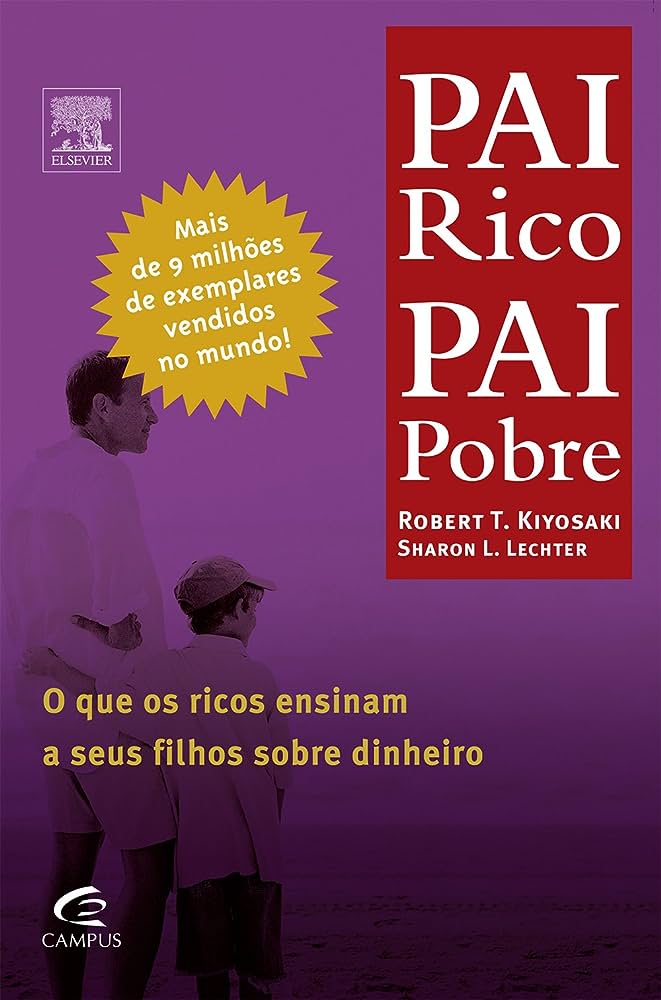 ELSEVIER
Mais
de 9 milhões
de exemplares
vendidos
no mundo!
PAI
Rico
PAI
Pobre
ROBERT T. KIYOSAKI
SHARON L. LECHTER
O que os ricos ensinam
a seus filhos sobre dinheiro
CAMPUS